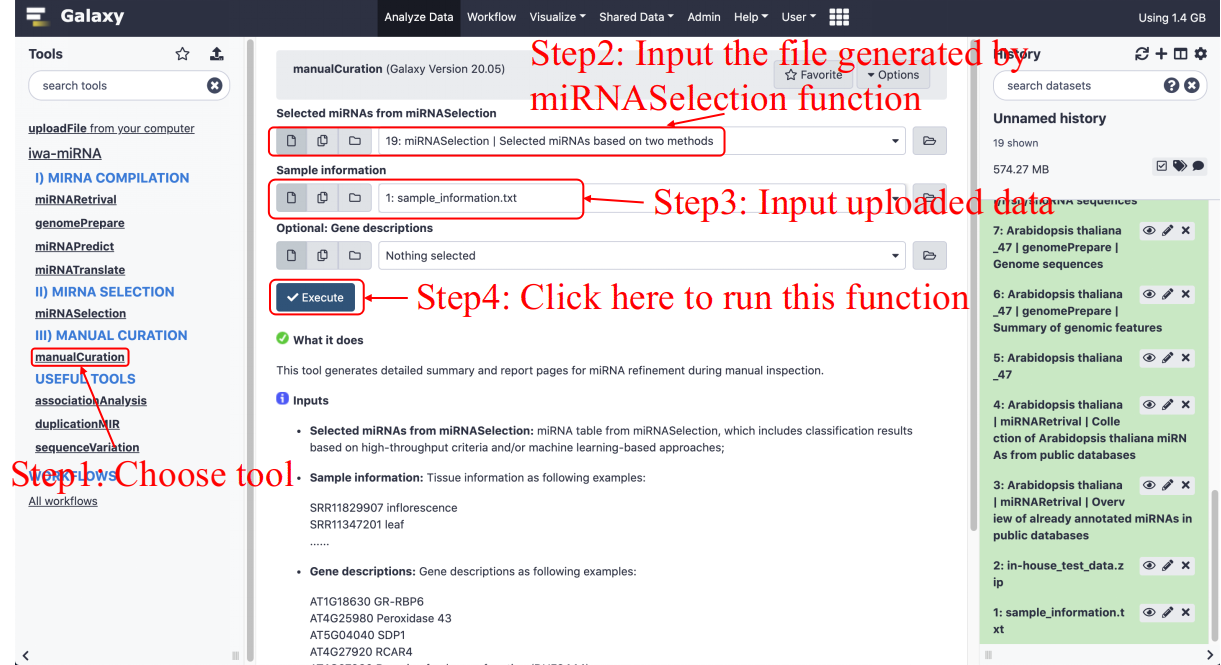 Galaxy
Analyze Data Workflow Visualize Shared Data Admin Help User
Using 1.4 GB
Tools
search tools
uploadFile from your computer
iwa-miRNA
I) MIRNA COMPILATION
miRNARetrival
genomePrepare
miRNAPredict
miRNATranslate
II) MIRNA SELECTION
miRNASelection
III) MANUAL CURATION
manualCuration
USEFUL TOOLS
associationAnalysis
duplicationMIR
sequenceVariation
Step1: Choose tool
WORKFLOWS
All workflows
Step2: Input the file generated by
miRNASelection function
manualCuration (Galaxy Version 20.05)
Favorite
Options
Selected miRNAs from miRNASelection
19: miRNASelection | Selected miRNAs based on two methods
Sample information
1: sample_information.txt
Step3: Input uploaded data
Optional: Gene descriptions
Nothing selected
Execute
Step4: Click here to run this function
What it does
This tool generates detailed summary and report pages for miRNA refinement during manual inspection.
Inputs
• Selected miRNAs from miRNASelection: miRNA table from miRNASelection, which includes classification results
based on high-throughput criteria and/or machine learning-based approaches;
• Sample information: Tissue information as following examples:
SRR11829907 inflorescence
SRR11347201 leaf
......
• Gene descriptions: Gene descriptions as following examples:
AT1G18630 GR-RBP6
AT4G25980 Peroxidase 43
AT5G04040 SDP1
AT4G27920 RCAR4
History
search datasets
Unnamed history
19 shown
574.27 MB
sequences
7: Arabidopsis thaliana
_47 | genomePrepare |
Genome sequences
6: Arabidopsis thaliana
_47 | genomePrepare |
Summary of genomic features
5: Arabidopsis thaliana
_47
4: Arabidopsis thaliana
| miRNARetrival | Colle
ction of Arabidopsis thaliana miRN
As from public databases
3: Arabidopsis thaliana
| miRNARetrival | Overv
iew of already annotated miRNAs in
public databases
2: in-house_test_data.z
ip
1: sample_information.t
xt